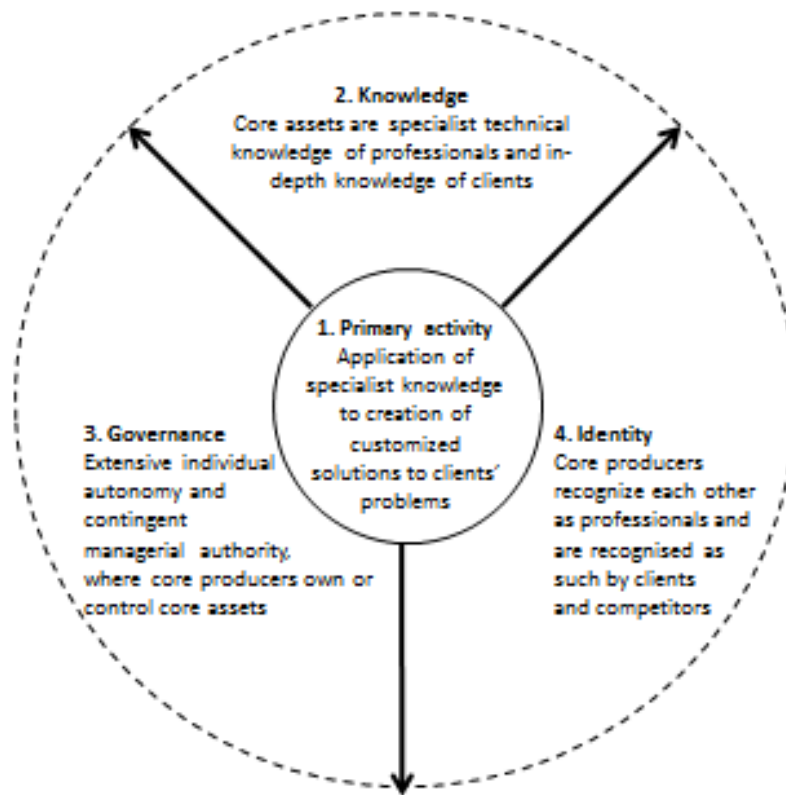 2. Knowledge
Core assets are specialist technical
knowledge of professionals and in-
depth knowledge of clients
1. Primary activity
Application of
specialist knowledge
to creation of
customized
solutions to clients´
problems
3. Governance
Extensive individual
autonomy and
contingent
managerial authority,
where core producers own or
control core assets
4. Identity
Core producers
recognize each other
as professionals and
are recognised as
such by clients
and competitors